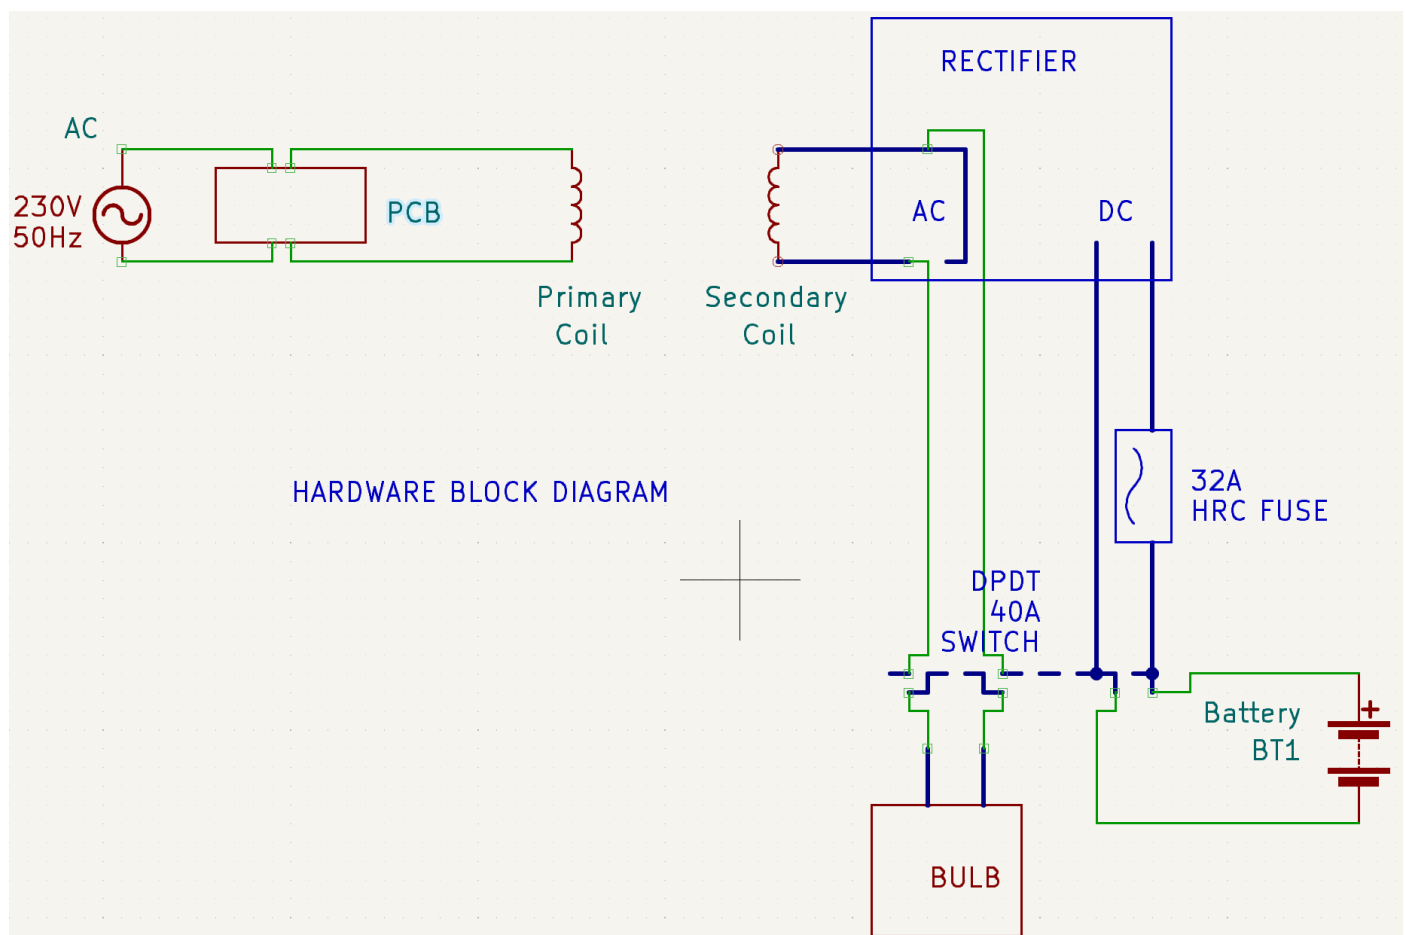 RECTIFIER
AC
230V
50Hz
PCB
AC
DC
Primary
Coil
Secondary
Coil
HARDWARE BLOCK DIAGRAM
32A
HRC FUSE
DPDT
40A
SWITCH
Battery
BT1
+
BULB